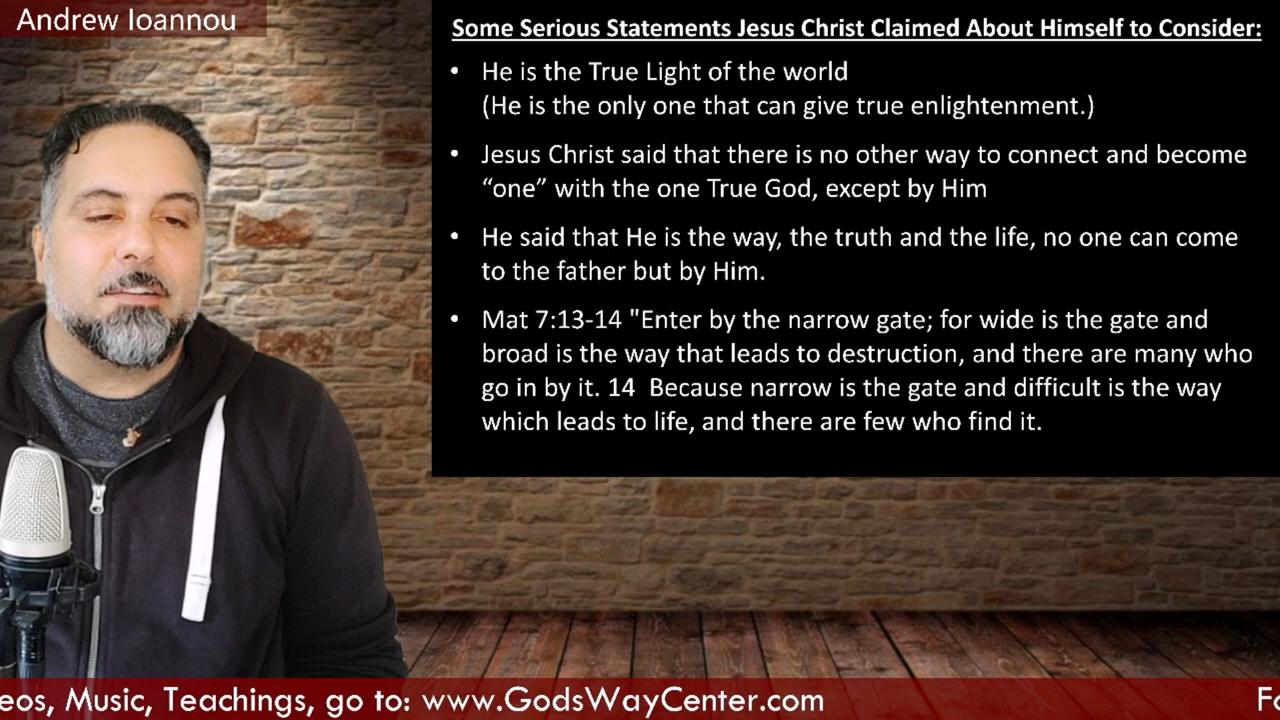 Andrew Ioannou
Some Serious Statements Jesus Christ Claimed About Himself to Consider:
• He is the True Light of the world
(He is the only one that can give true enlightenment.)
• Jesus Christ said that there is no other way to connect and become
“one” with the one True God, except by Him
• He said that He is the way, the truth and the life, no one can come
to the father but by Him.
• Mat 7:13-14 "Enter by the narrow gate; for wide is the gate and
broad is the way that leads to destruction, and there are many who
go in by it. 14  Because narrow is the gate and difficult is the way
which leads to life, and there are few who find it.
eos, Music, Teachings, go to: www.GodsWayCenter.com